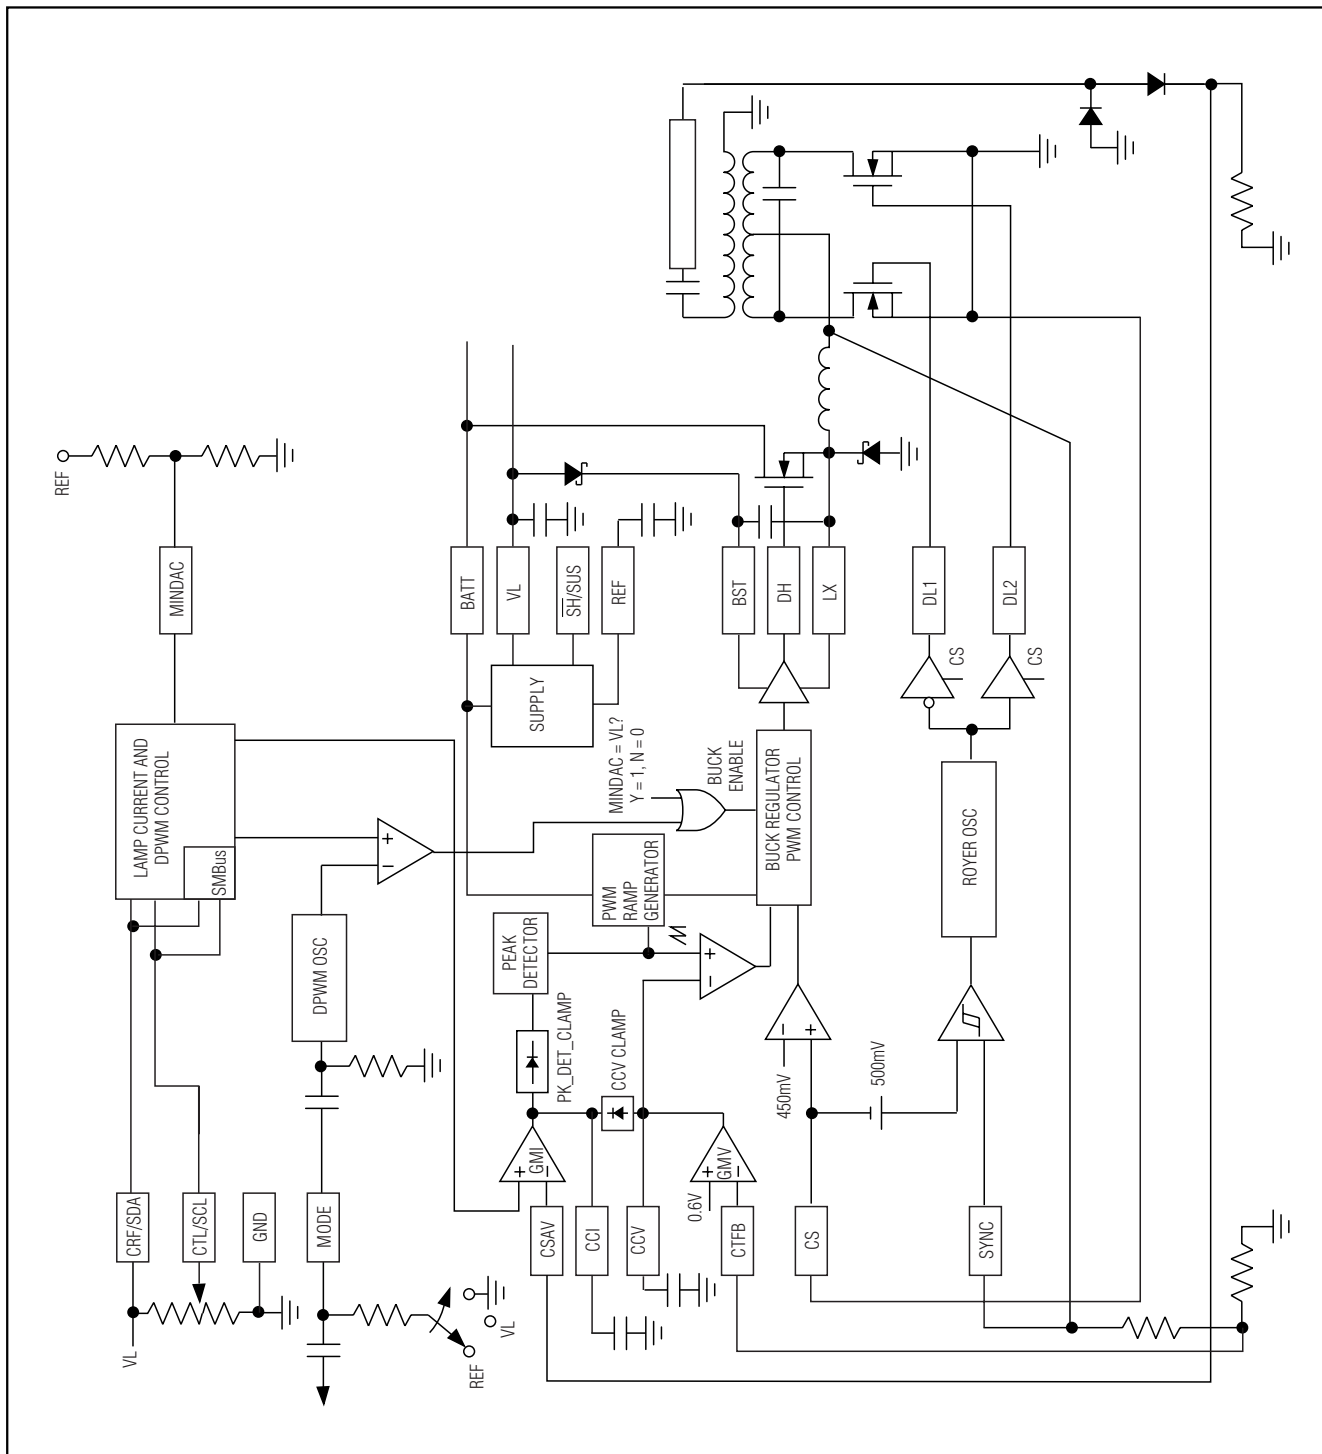 REF
MINDAC
LAMP CURRENT AND
DPWM CONTROL
SMBus
DPWM OSC
CRF/SDA
CTL/SCL
GND
MODE
VL
REF
VL
BATT
VL
SH/SUS
REF
SUPPLY
MINDAC = VL?
Y = 1, N = 0
BUCK
ENABLE
PWM
RAMP
GENERATOR
PEAK
DETECTOR
PK_DET_CLAMP
CCV CLAMP
+
−
+
−
GMI
+
−
GMV
+
−
0.6V
CSAV
CCI
CCV
CTFB
BST
DH
LX
BUCK REGULATOR
PWM CONTROL
−
+
450mV
500mV
CS
DL1
DL2
CS
CS
ROYER OSC
SYNC